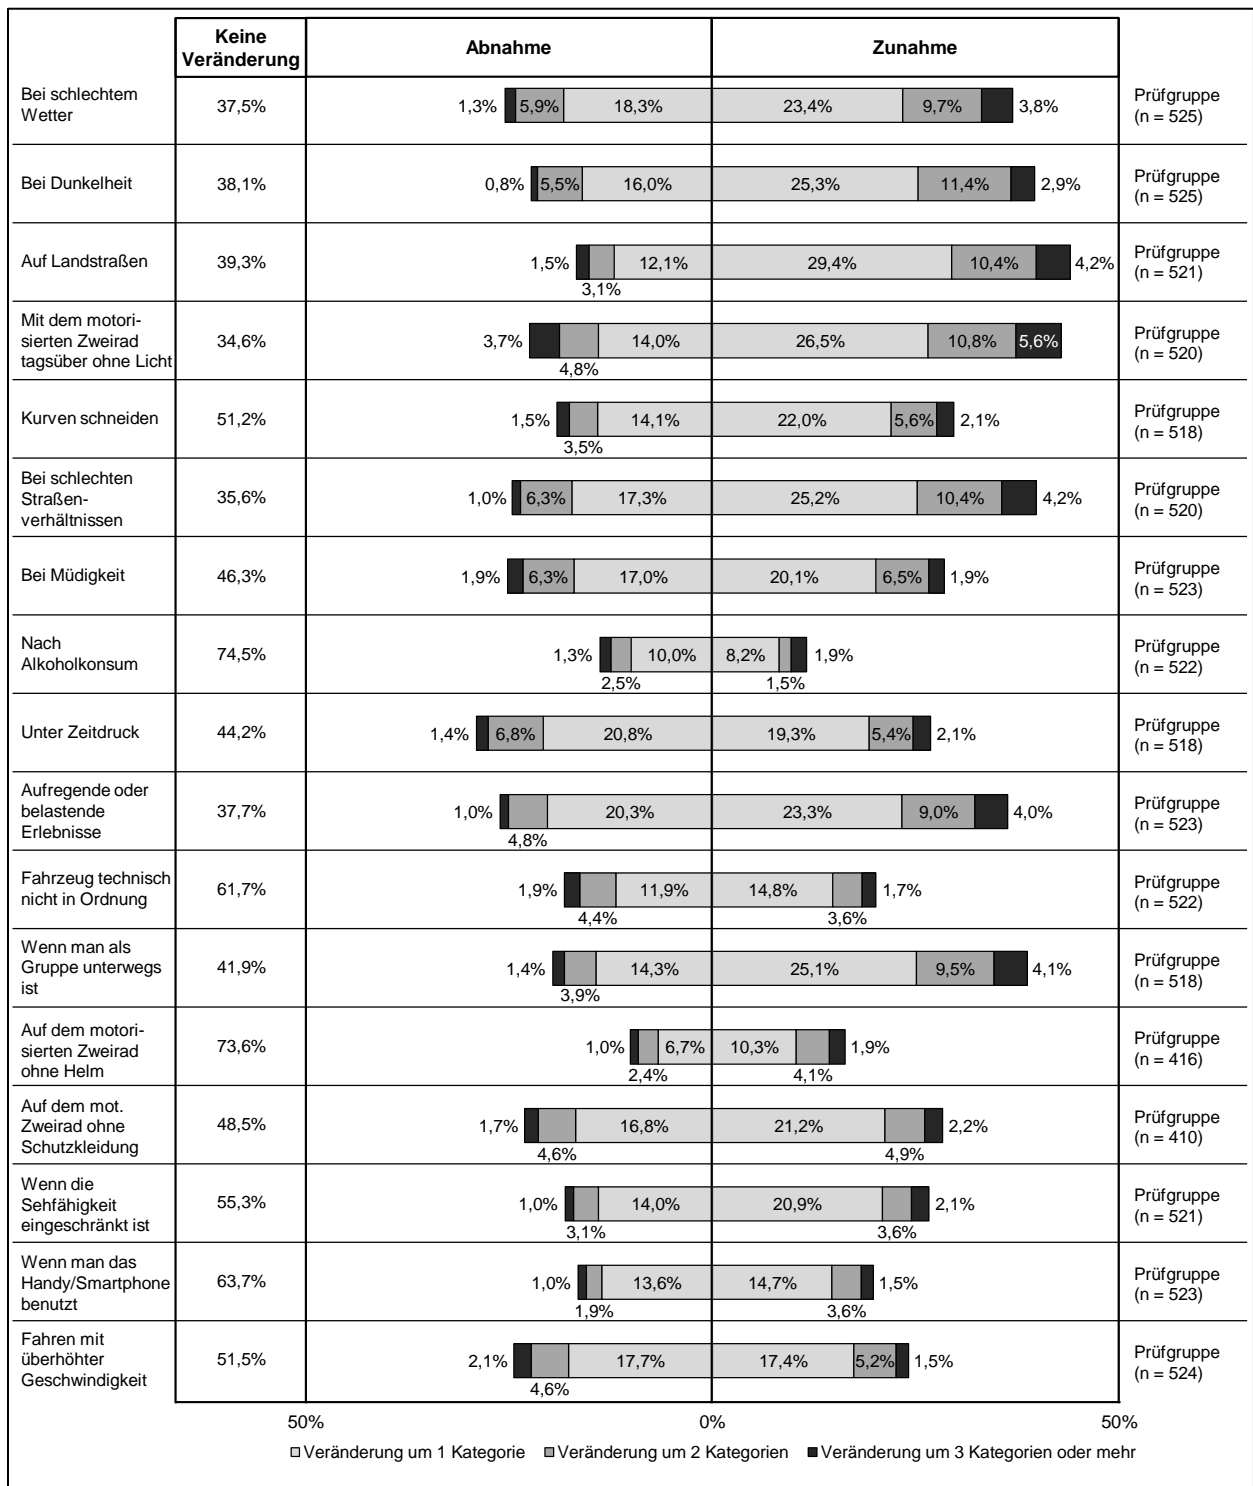 Keine
Veränderung
Abnahme
Zunahme
Bei schlechtem
Wetter
37,5%
1,3%
5,9%
18,3%
23,4%
9,7%
3,8%
Prüfgruppe
(n = 525)
Bei Dunkelheit
38,1%
0,8%
5,5%
16,0%
25,3%
11,4%
2,9%
Prüfgruppe
(n = 525)
Auf Landstraßen
39,3%
1,5%
3,1%
12,1%
29,4%
10,4%
4,2%
Prüfgruppe
(n = 521)
Mit dem motori-
sierten Zweirad
tagsüber ohne Licht
34,6%
3,7%
4,8%
14,0%
26,5%
10,8%
5,6%
Prüfgruppe
(n = 520)
Kurven schneiden
51,2%
1,5%
3,5%
14,1%
22,0%
5,6%
2,1%
Prüfgruppe
(n = 518)
Bei schlechten
Straßen-
verhältnissen
35,6%
1,0%
6,3%
17,3%
25,2%
10,4%
4,2%
Prüfgruppe
(n = 520)
Bei Müdigkeit
46,3%
1,9%
6,3%
17,0%
20,1%
6,5%
1,9%
Prüfgruppe
(n = 523)
Nach
Alkoholkonsum
74,5%
1,3%
2,5%
10,0%
8,2%
1,5%
1,9%
Prüfgruppe
(n = 522)
Unter Zeitdruck
44,2%
1,4%
6,8%
20,8%
19,3%
5,4%
2,1%
Prüfgruppe
(n = 518)
Aufregende oder
belastende
Erlebnisse
37,7%
1,0%
4,8%
20,3%
23,3%
9,0%
4,0%
Prüfgruppe
(n = 523)
Fahrzeug technisch
nicht in Ordnung
61,7%
1,9%
4,4%
11,9%
14,8%
3,6%
1,7%
Prüfgruppe
(n = 522)
Wenn man als
Gruppe unterwegs
ist
41,9%
1,4%
3,9%
14,3%
25,1%
9,5%
4,1%
Prüfgruppe
(n = 518)
Auf dem motori-
sierten Zweirad
ohne Helm
73,6%
1,0%
2,4%
6,7%
10,3%
4,1%
1,9%
Prüfgruppe
(n = 416)
Auf dem mot.
Zweirad ohne
Schutzkleidung
48,5%
1,7%
4,6%
16,8%
21,2%
4,9%
2,2%
Prüfgruppe
(n = 410)
Wenn die
Sehfähigkeit
eingeschränkt ist
55,3%
1,0%
3,1%
14,0%
20,9%
3,6%
2,1%
Prüfgruppe
(n = 521)
Wenn man das
Handy/Smartphone
benutzt
63,7%
1,0%
1,9%
13,6%
14,7%
3,6%
1,5%
Prüfgruppe
(n = 523)
Fahren mit
überhöhter
Geschwindigkeit
51,5%
2,1%
4,6%
17,7%
17,4%
5,2%
1,5%
Prüfgruppe
(n = 524)
50%
0%
50%
Veränderung um 1 Kategorie
Veränderung um 2 Kategorien
Veränderung um 3 Kategorien oder mehr